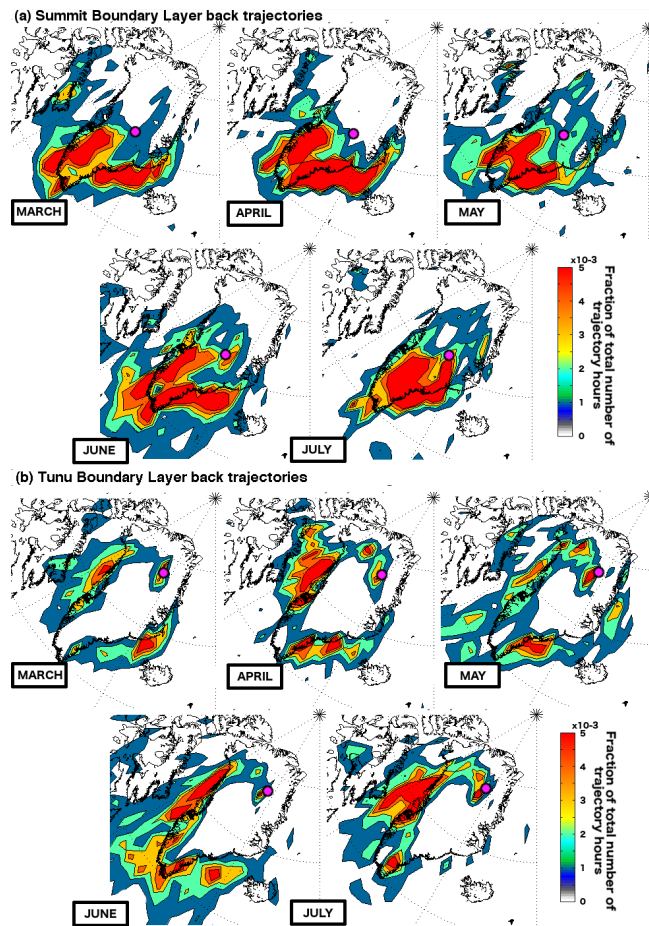 (a) Summit Boundary Layer back trajectories
MARCH
APRIL
MAY
JUNE
JULY
x10-3
5
4
3
2
1
0
Fraction of total number of
trajectory hours
(b) Tunu Boundary Layer back trajectories
MARCH
APRIL
MAY
JUNE
JULY
x10-3
5
4
3
2
1
0
Fraction of total number of
trajectory hours